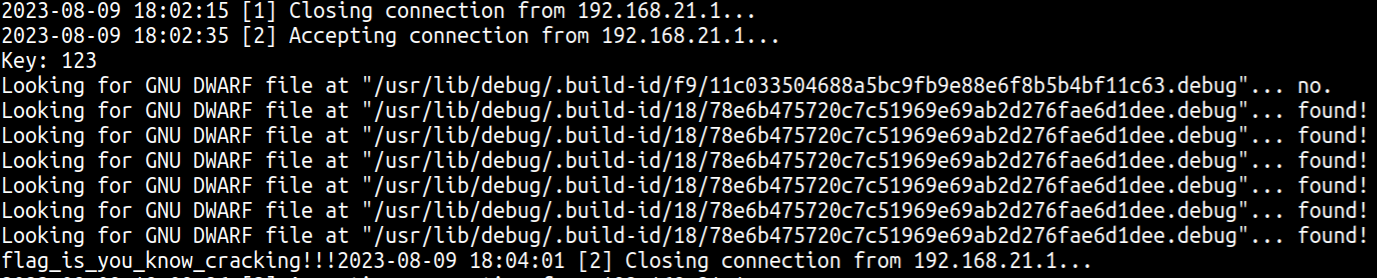 2023-08-09 18:02:15 [1] Closing connection from 192.168.21.1...
2023-08-09 18:02:35 [2] Accepting connection from 192.168.21.1...
Key: 123
Looking for GNU DWARF file at "/usr/lib/debug/.build-id/f9/11c033504688a5bc9fb9e88e6f8b5b4bf11c63.debug"... no.
Looking for GNU DWARF file at "/usr/lib/debug/.build-id/18/78e6b475720c7c51969e69ab2d276fae6d1dee.debug"... found!
Looking for GNU DWARF file at "/usr/lib/debug/.build-id/18/78e6b475720c7c51969e69ab2d276fae6d1dee.debug"... found!
Looking for GNU DWARF file at "/usr/lib/debug/.build-id/18/78e6b475720c7c51969e69ab2d276fae6d1dee.debug"... found!
Looking for GNU DWARF file at "/usr/lib/debug/.build-id/18/78e6b475720c7c51969e69ab2d276fae6d1dee.debug"... found!
Looking for GNU DWARF file at "/usr/lib/debug/.build-id/18/78e6b475720c7c51969e69ab2d276fae6d1dee.debug"... found!
Looking for GNU DWARF file at "/usr/lib/debug/.build-id/18/78e6b475720c7c51969e69ab2d276fae6d1dee.debug"... found!
flag_is_you_know_cracking!!!2023-08-09 18:04:01 [2] Closing connection from 192.168.21.1...